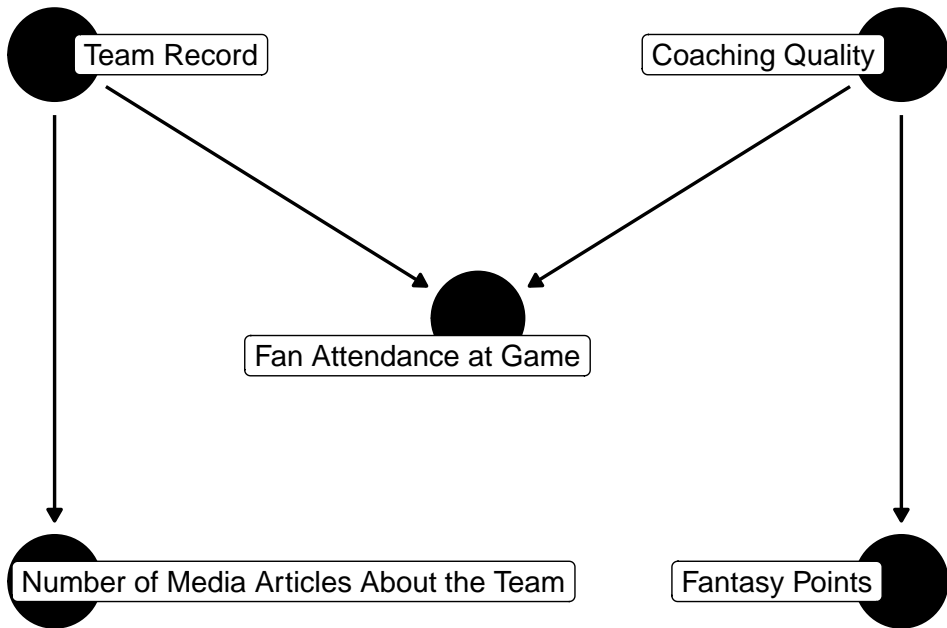 Team Record
Coaching Quality
Fan Attendance at Game
Number of Media Articles About the Team
Fantasy Points